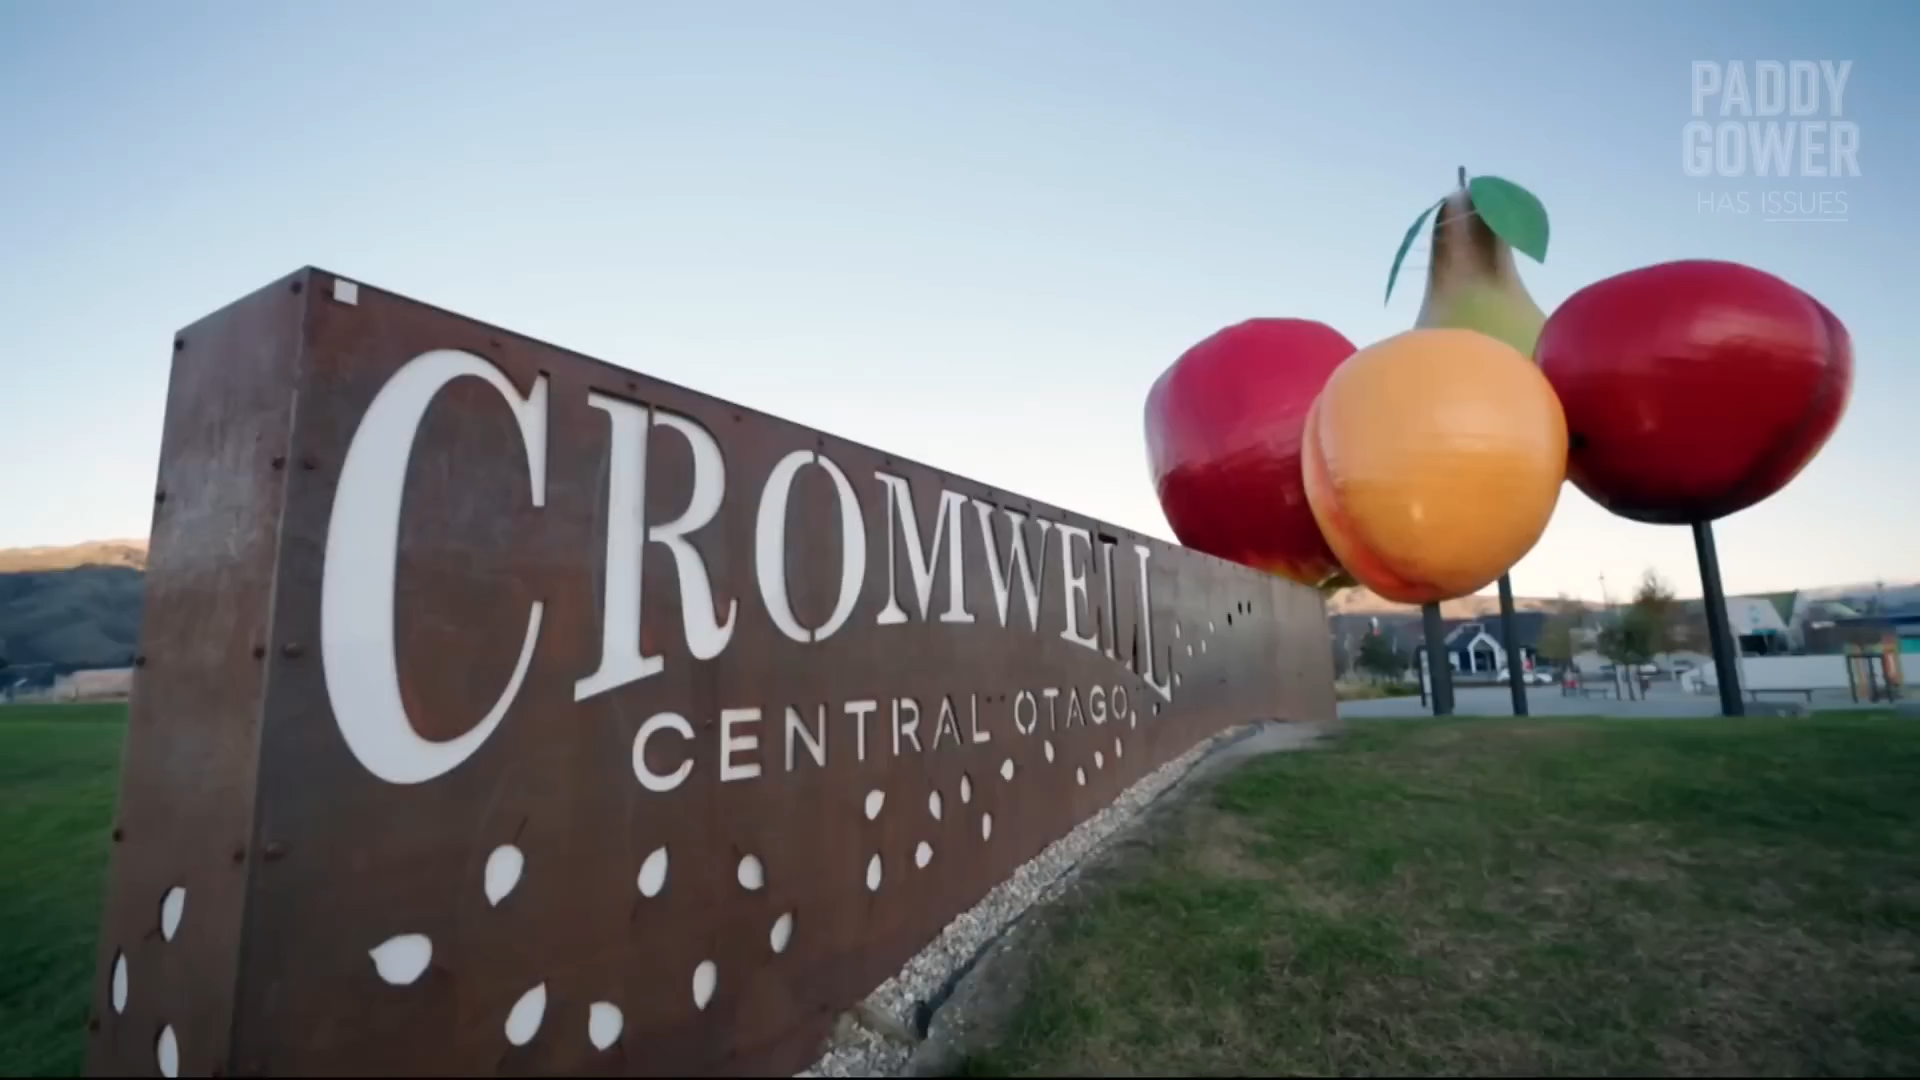 PADDY
GOWER
HAS ISSUES
CROMWELL
CENTRAL OTAGO